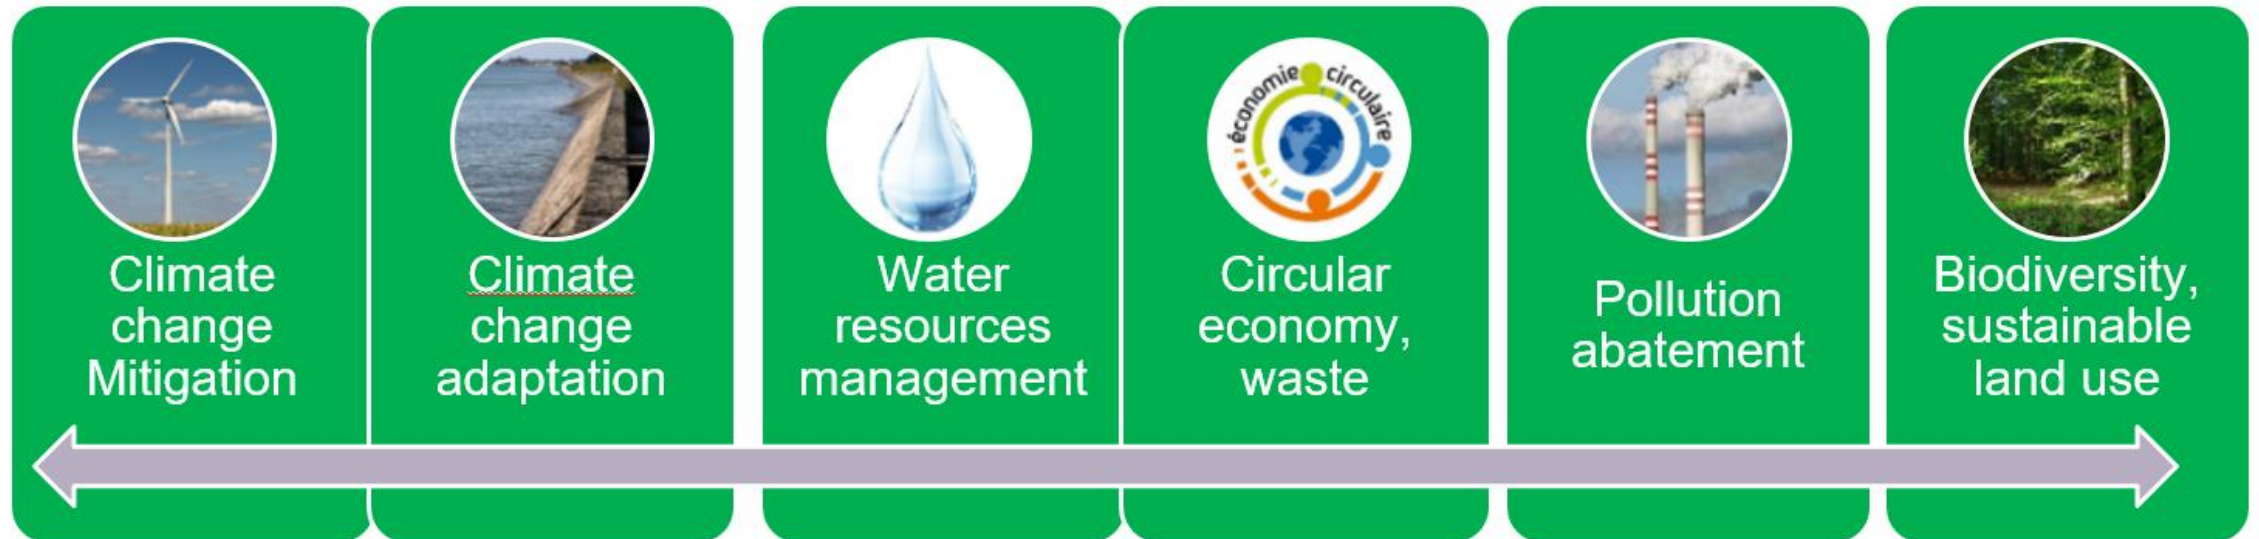 Climate
change
Mitigation
Climate
change
adaptation
Water
resources
management
économie circulaire
Circular
economy,
waste
Pollution
abatement
Biodiversity,
sustainable
land use